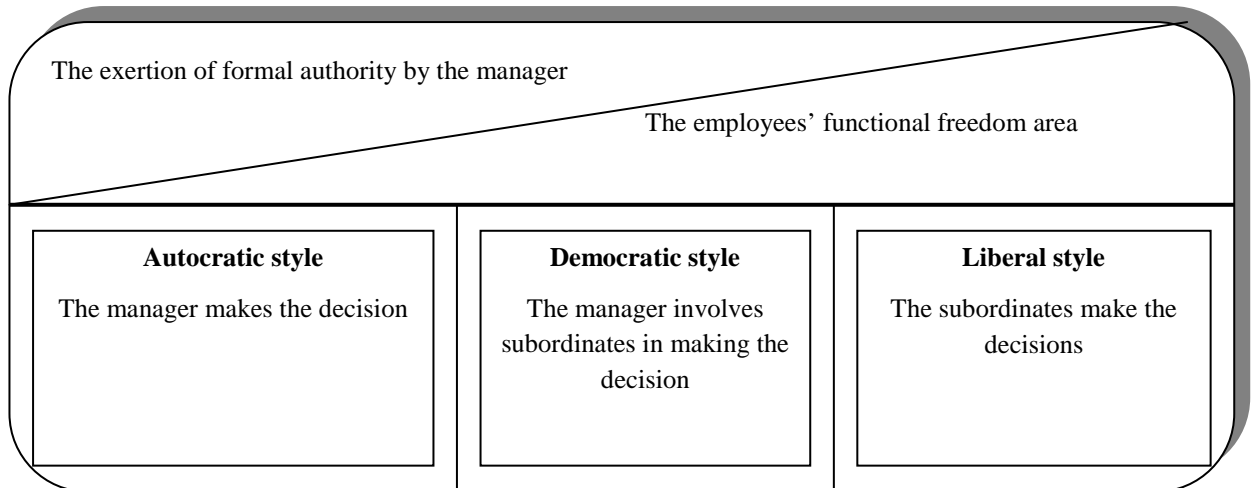 The exertion of formal authority by the manager
The employees’ functional freedom area
Autocratic style
The manager makes the decision
Democratic style
The manager involves
subordinates in making the
decision
Liberal style
The subordinates make the
decisions